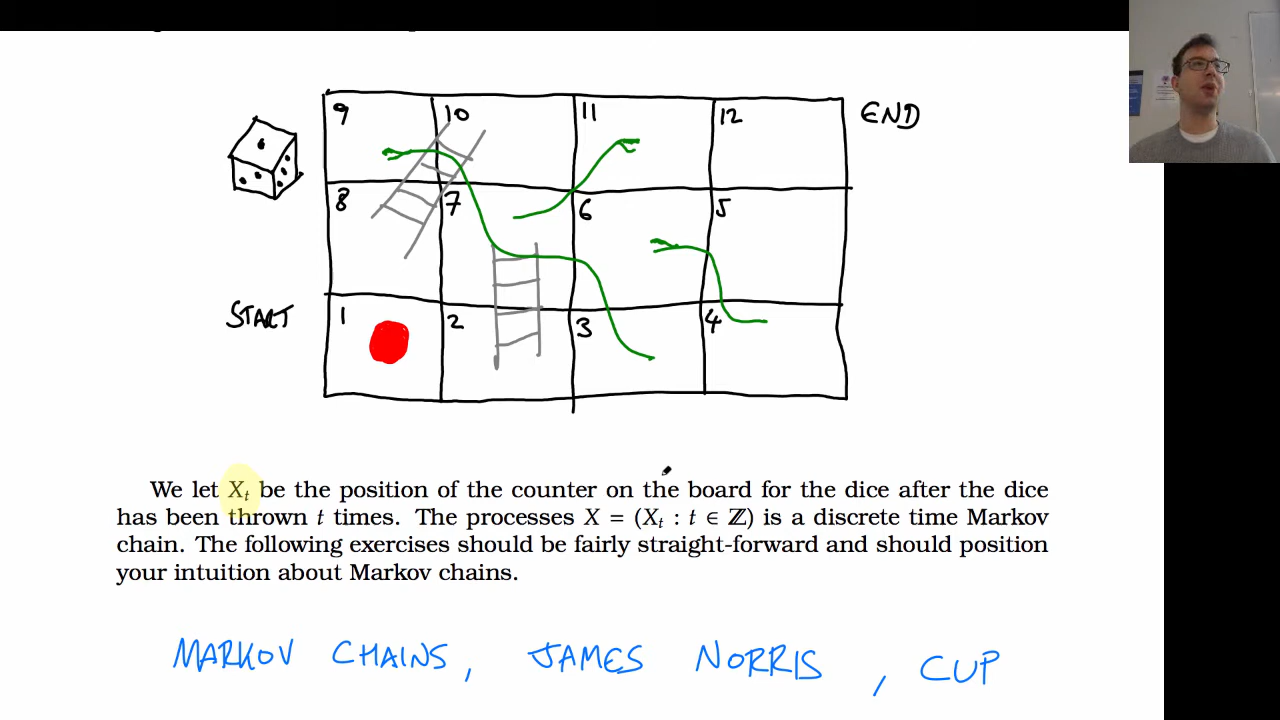 9 10 11 12 END
8 7 6 5
START 1 2 3 4
We let Xₜ be the position of the counter on the board for the dice after the dice
has been thrown t times. The processes X = (Xₜ : t ∈ ℤ) is a discrete time Markov
chain. The following exercises should be fairly straight-forward and should position
your intuition about Markov chains.
MARKOV CHAINS, JAMES NORRIS, CUP